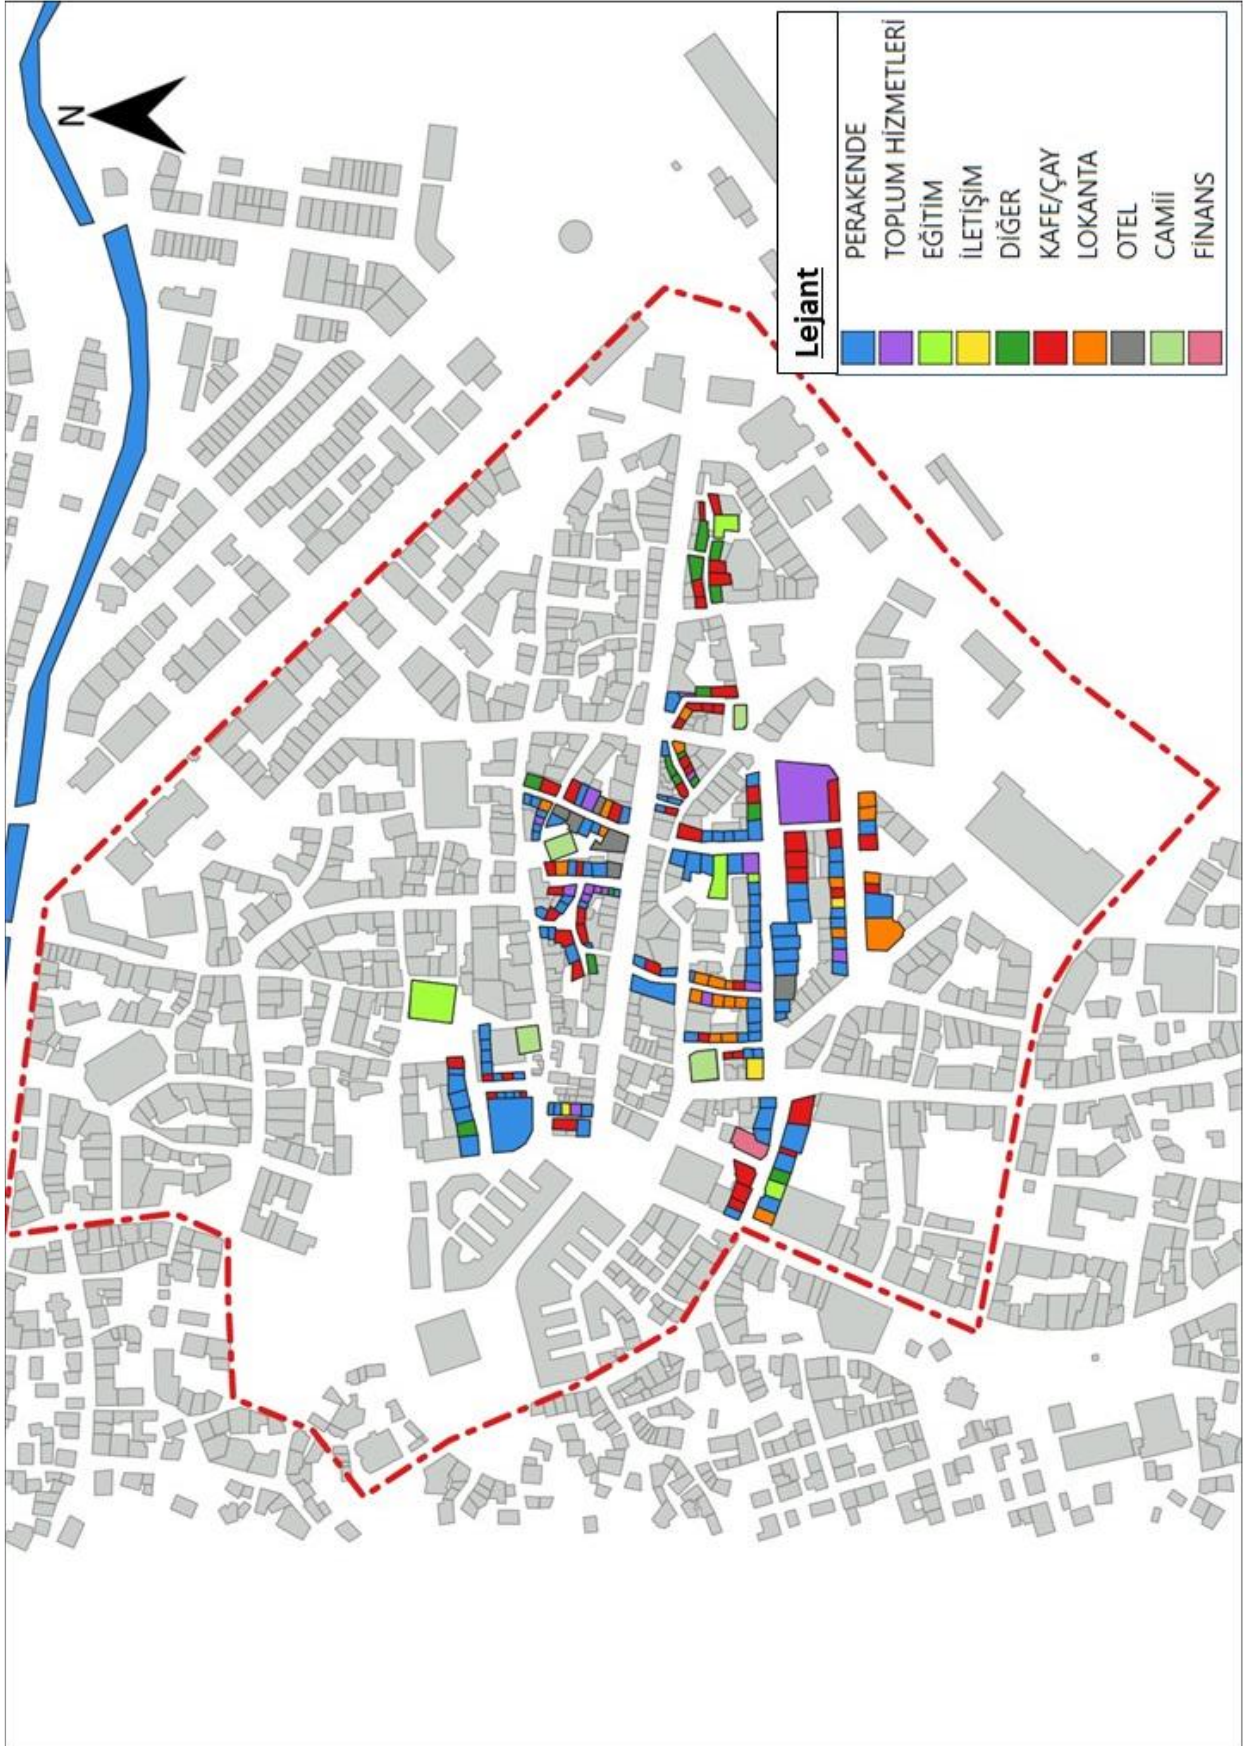 N
Lejant
PERAKENDE
TOPLUM HİZMETLERİ
EĞİTİM
İLETİŞİM
DİĞER
KAFE/ÇAY
LOKANTA
OTEL
CAMİİ
FİNANS